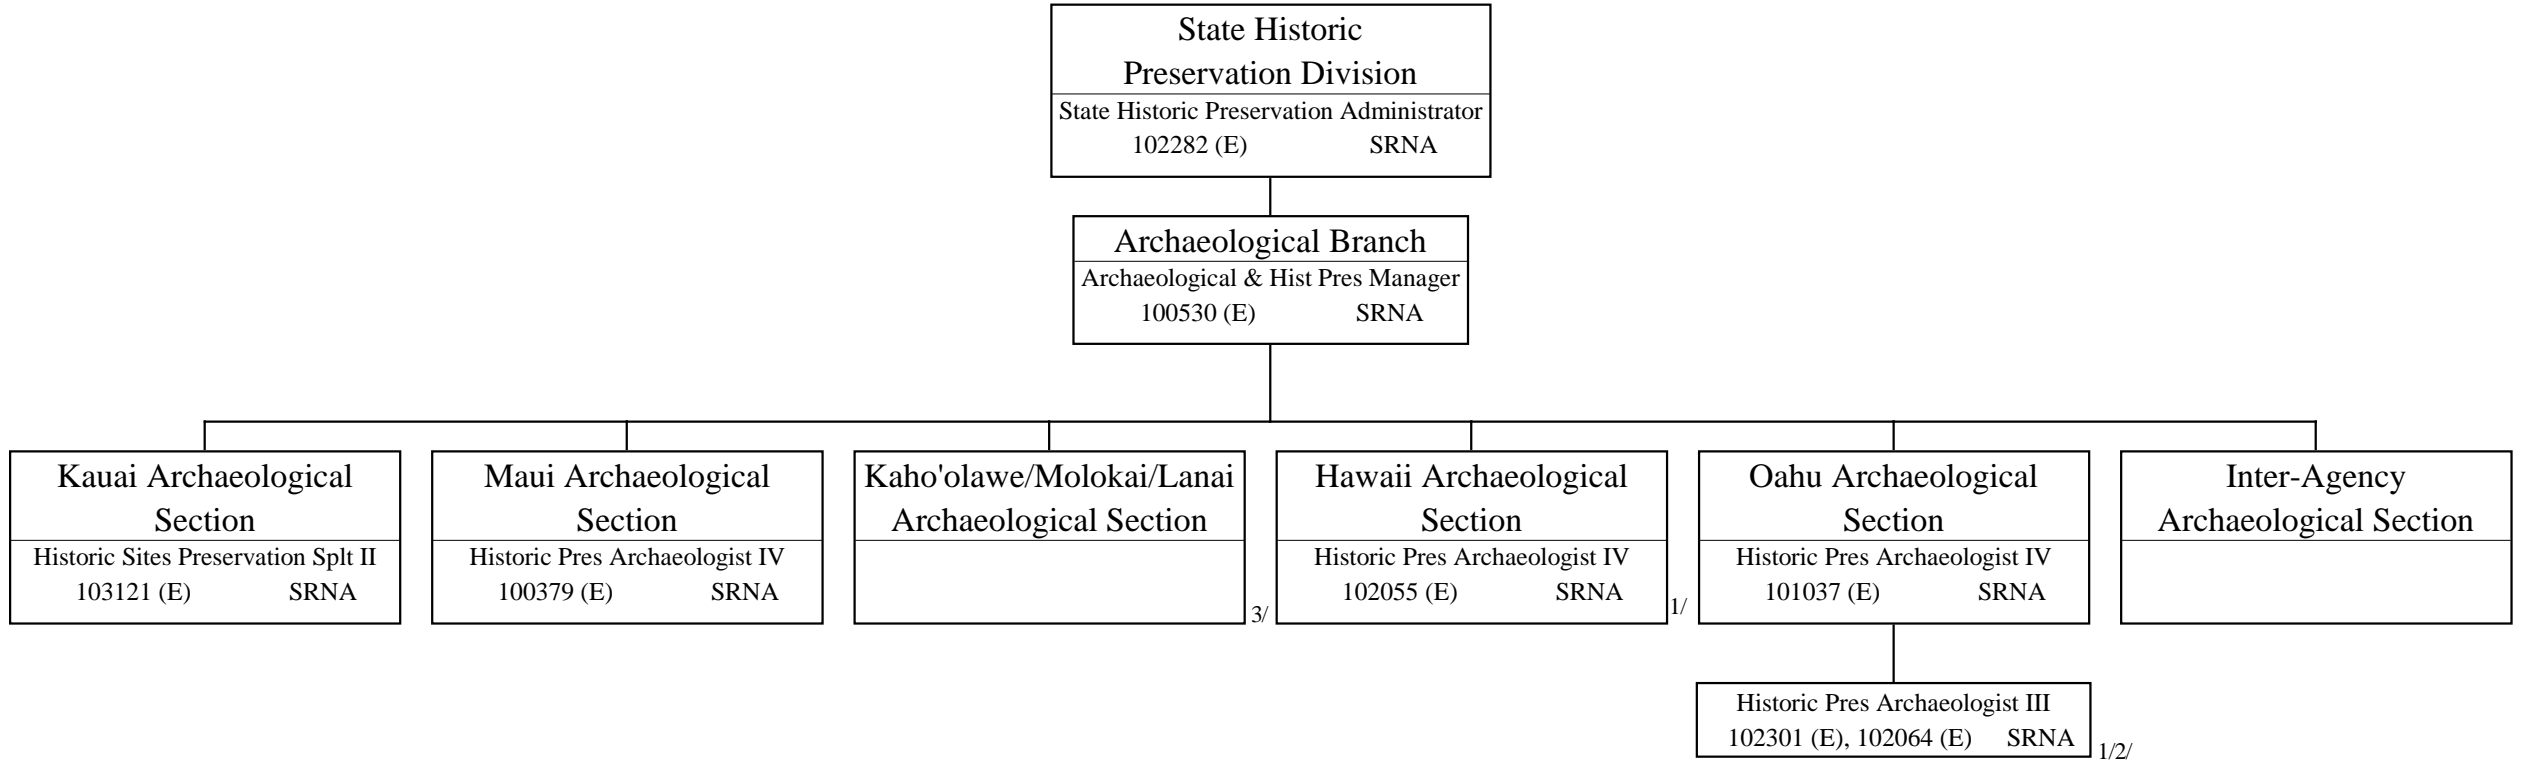 State Historic
Preservation Division
State Historic Preservation Administrator
102282 (E) SRNA
Archaeological Branch
Archaeological & Hist Pres Manager
100530 (E) SRNA
Kauai Archaeological
Section
Historic Sites Preservation Splt II
103121 (E) SRNA
Maui Archaeological
Section
Historic Pres Archaeologist IV
100379 (E) SRNA
Kaho'olawe/Molokai/Lanai
Archaeological Section
3/
Hawaii Archaeological
Section
Historic Pres Archaeologist IV
102055 (E) SRNA
1/
Oahu Archaeological
Section
Historic Pres Archaeologist IV
101037 (E) SRNA
Historic Pres Archaeologist III
102301 (E), 102064 (E) SRNA
1/2/
Inter-Agency
Archaeological Section